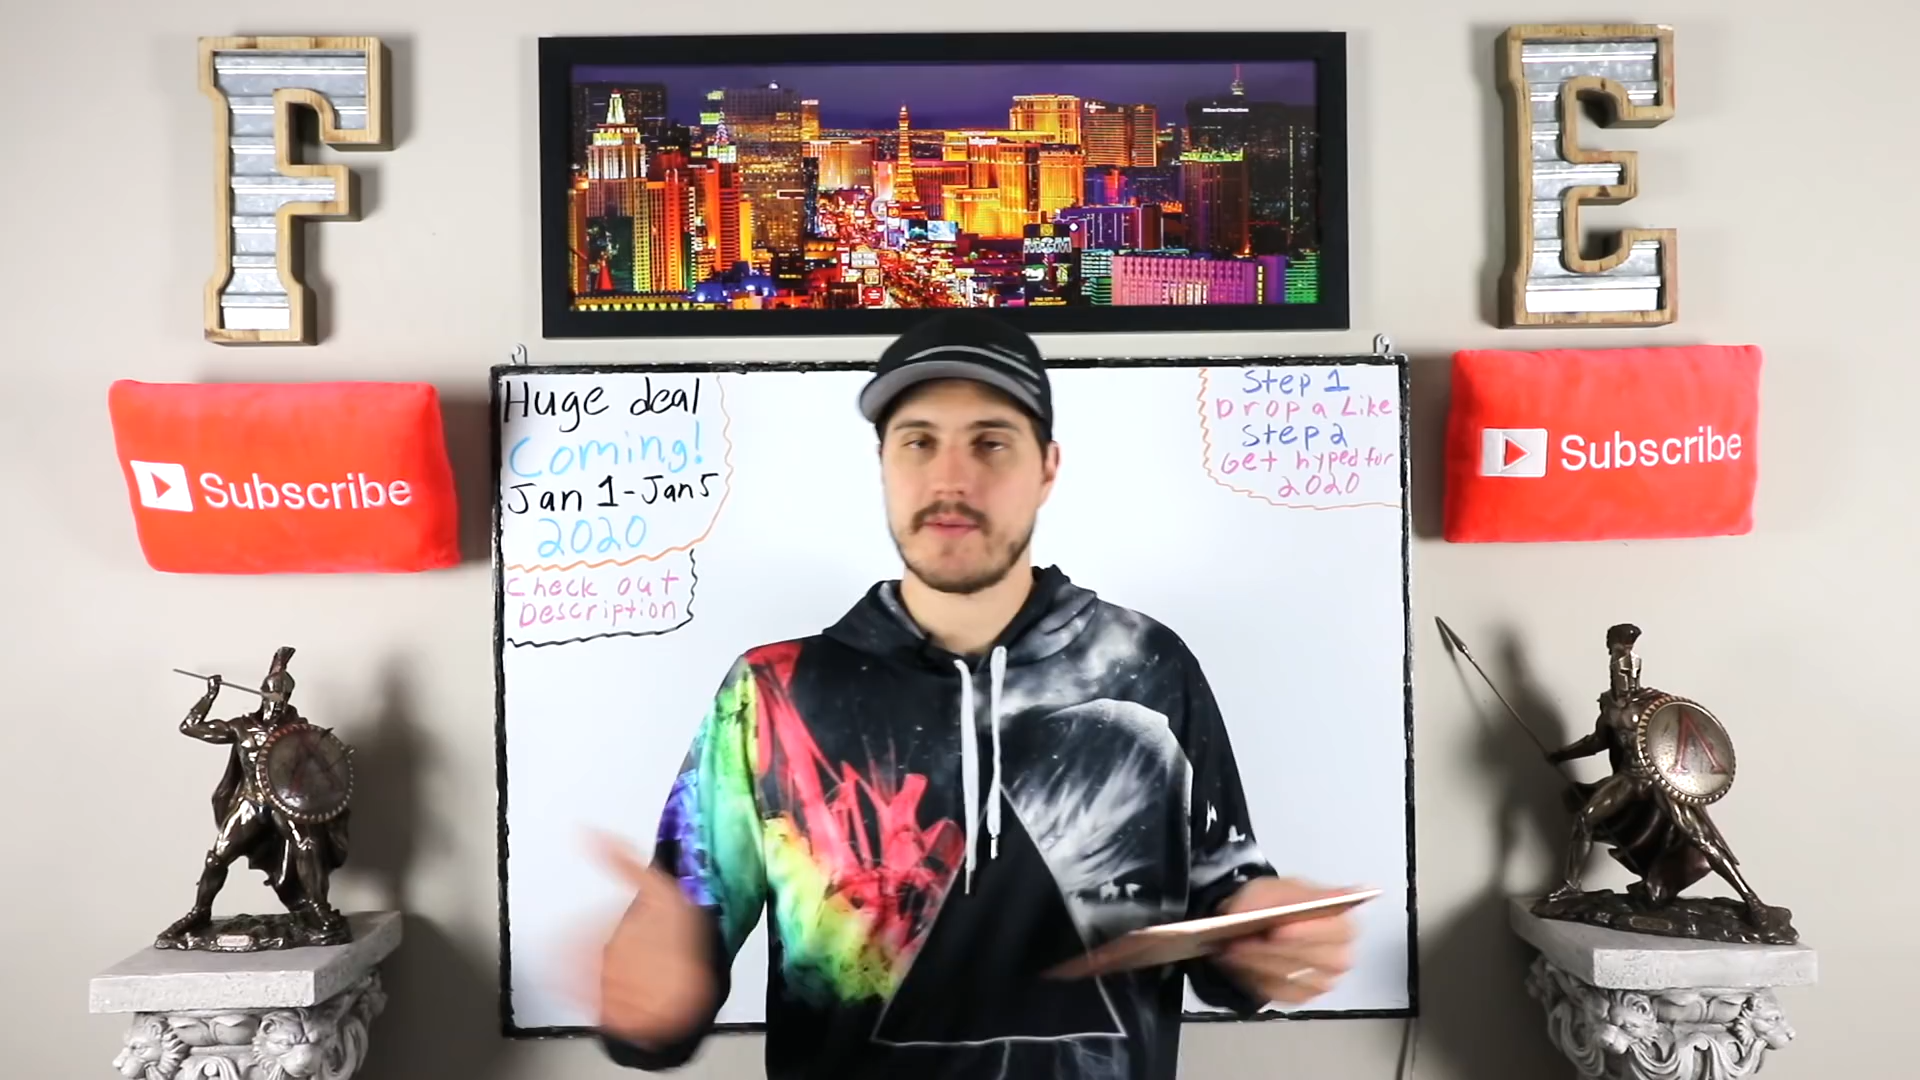 F
E
MGM
Huge deal
Coming!
Jan 1-Jan 5
2020
Check out
Description
Step 1
Drop a Like
Step 2
Get hyped for
2020
Subscribe
Subscribe